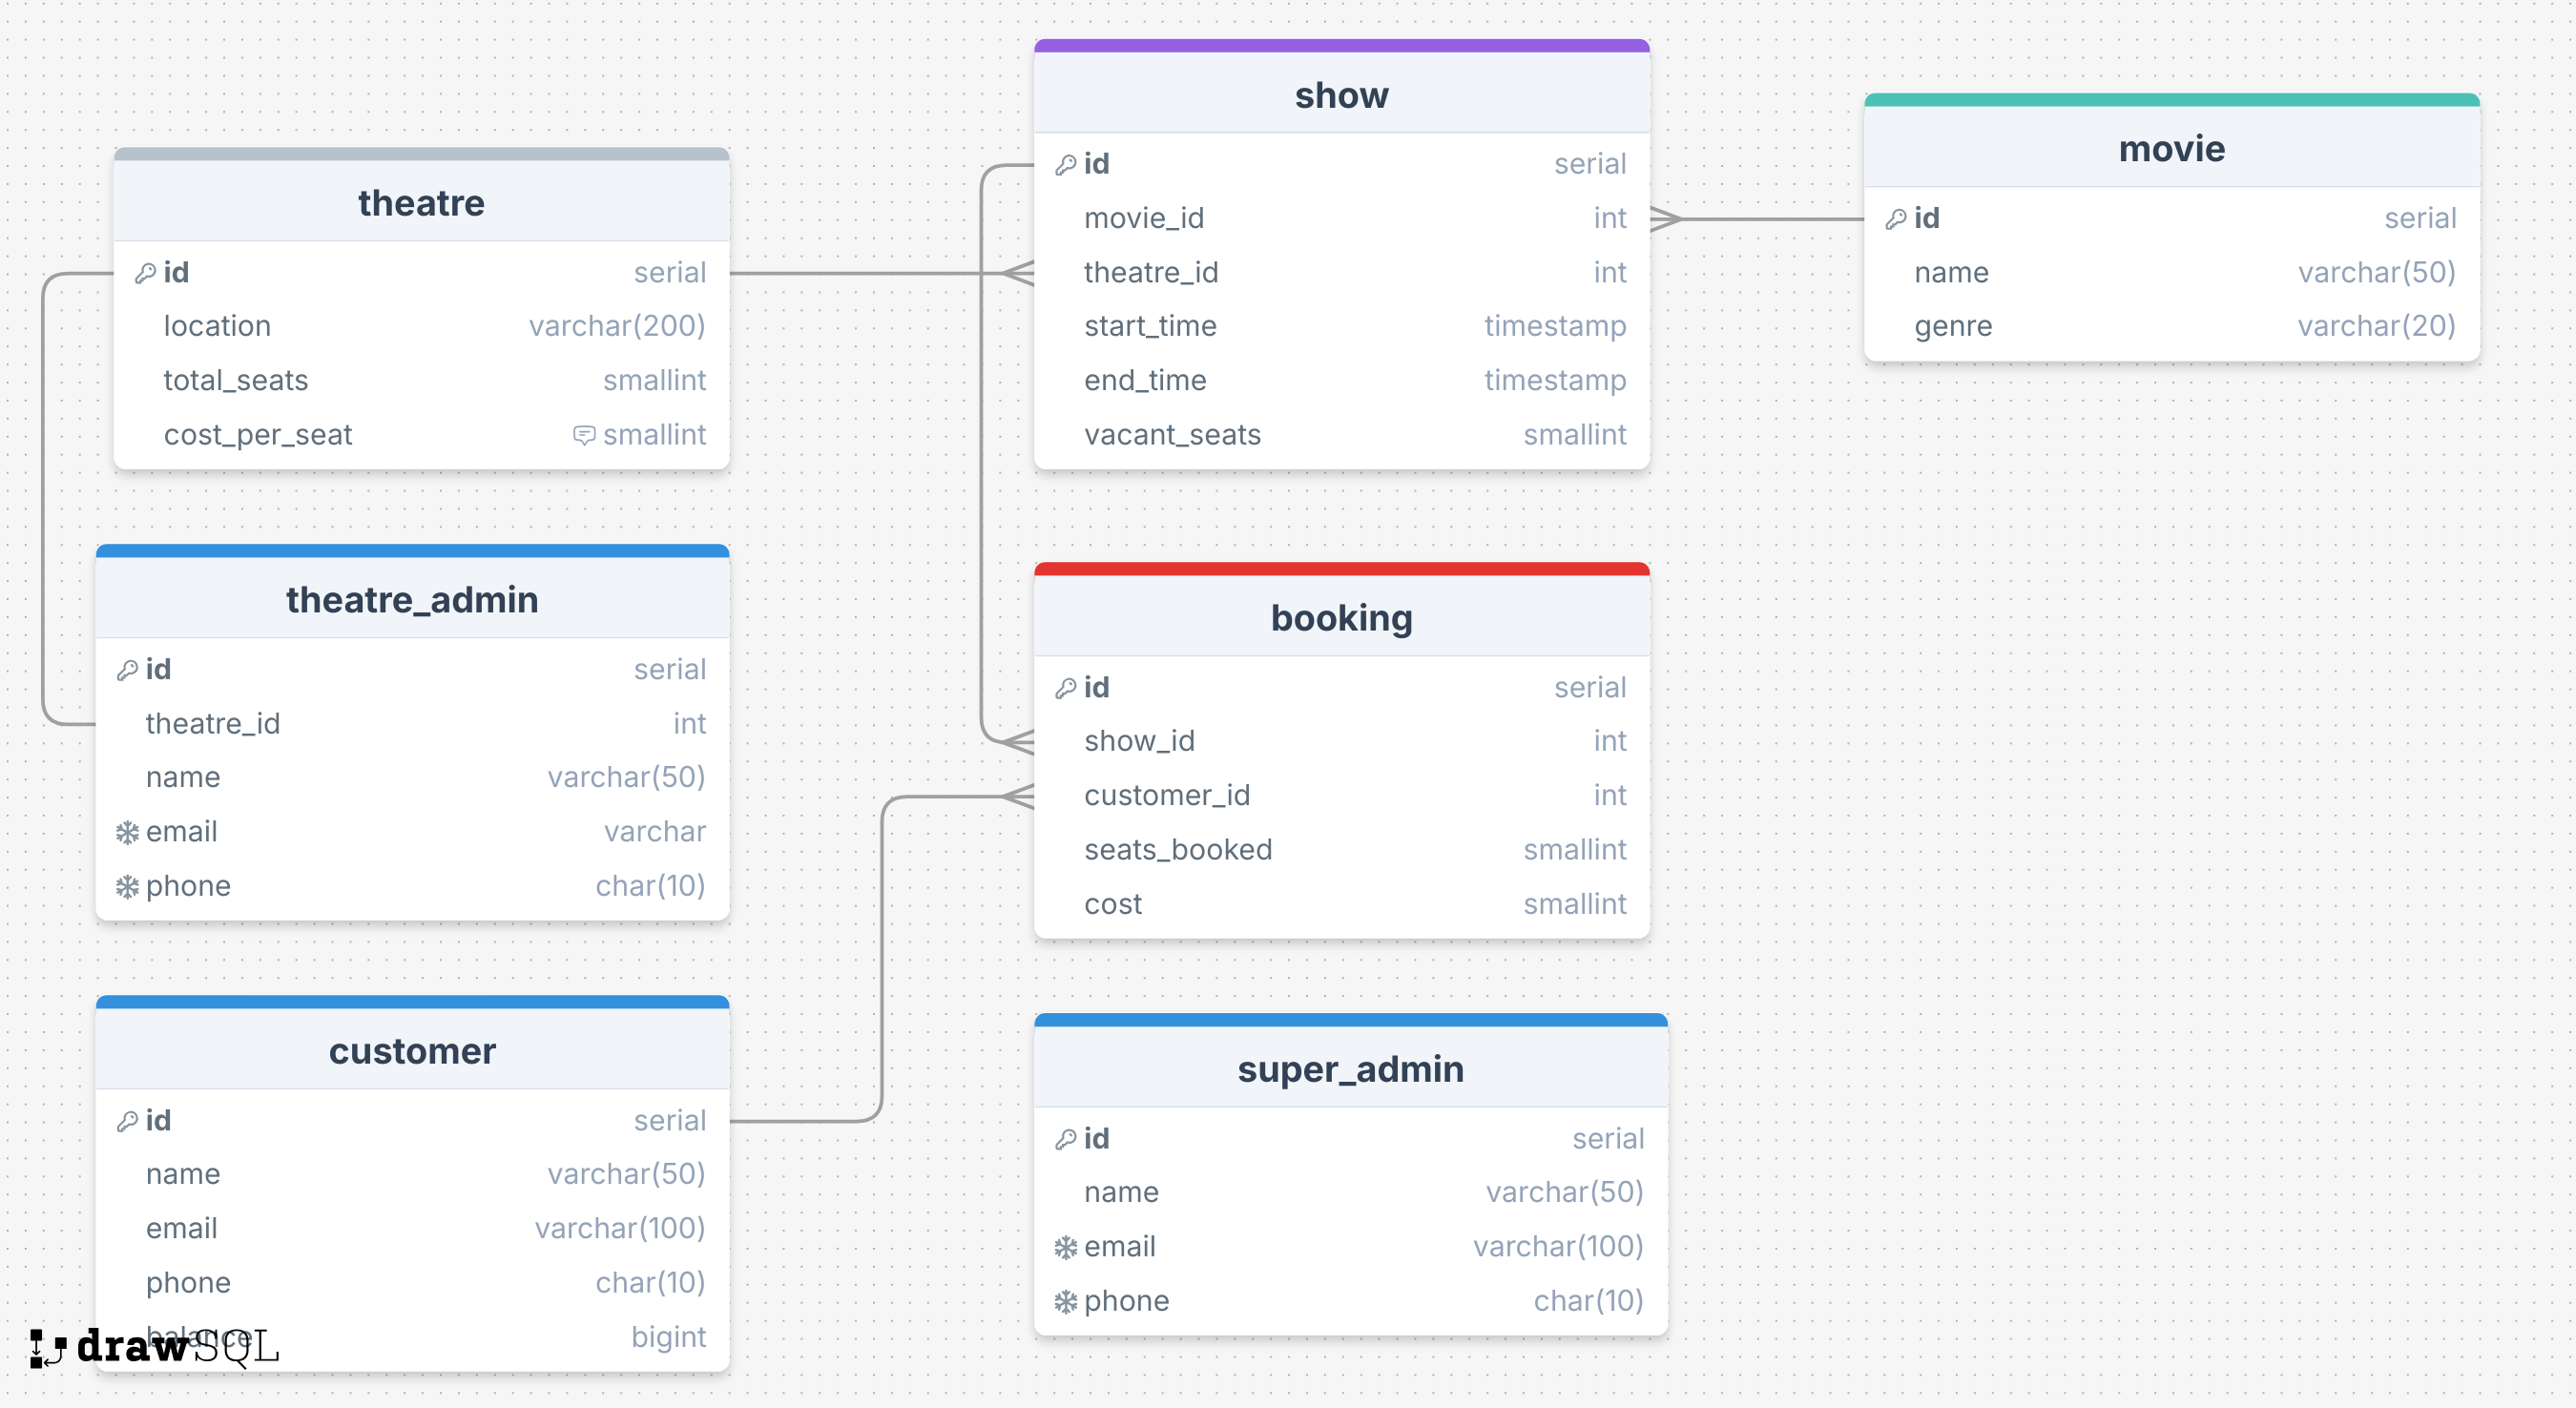 theatre
id serial
location varchar(200)
total_seats smallint
cost_per_seat smallint
theatre_admin
id serial
theatre_id int
name varchar(50)
email varchar
phone char(10)
customer
id serial
name varchar(50)
email varchar(100)
phone char(10)
balance bigint
drawSQL
show
id serial
movie_id int
theatre_id int
start_time timestamp
end_time timestamp
vacant_seats smallint
booking
id serial
show_id int
customer_id int
seats_booked smallint
cost smallint
super_admin
id serial
name varchar(50)
email varchar(100)
phone char(10)
movie
id serial
name varchar(50)
genre varchar(20)